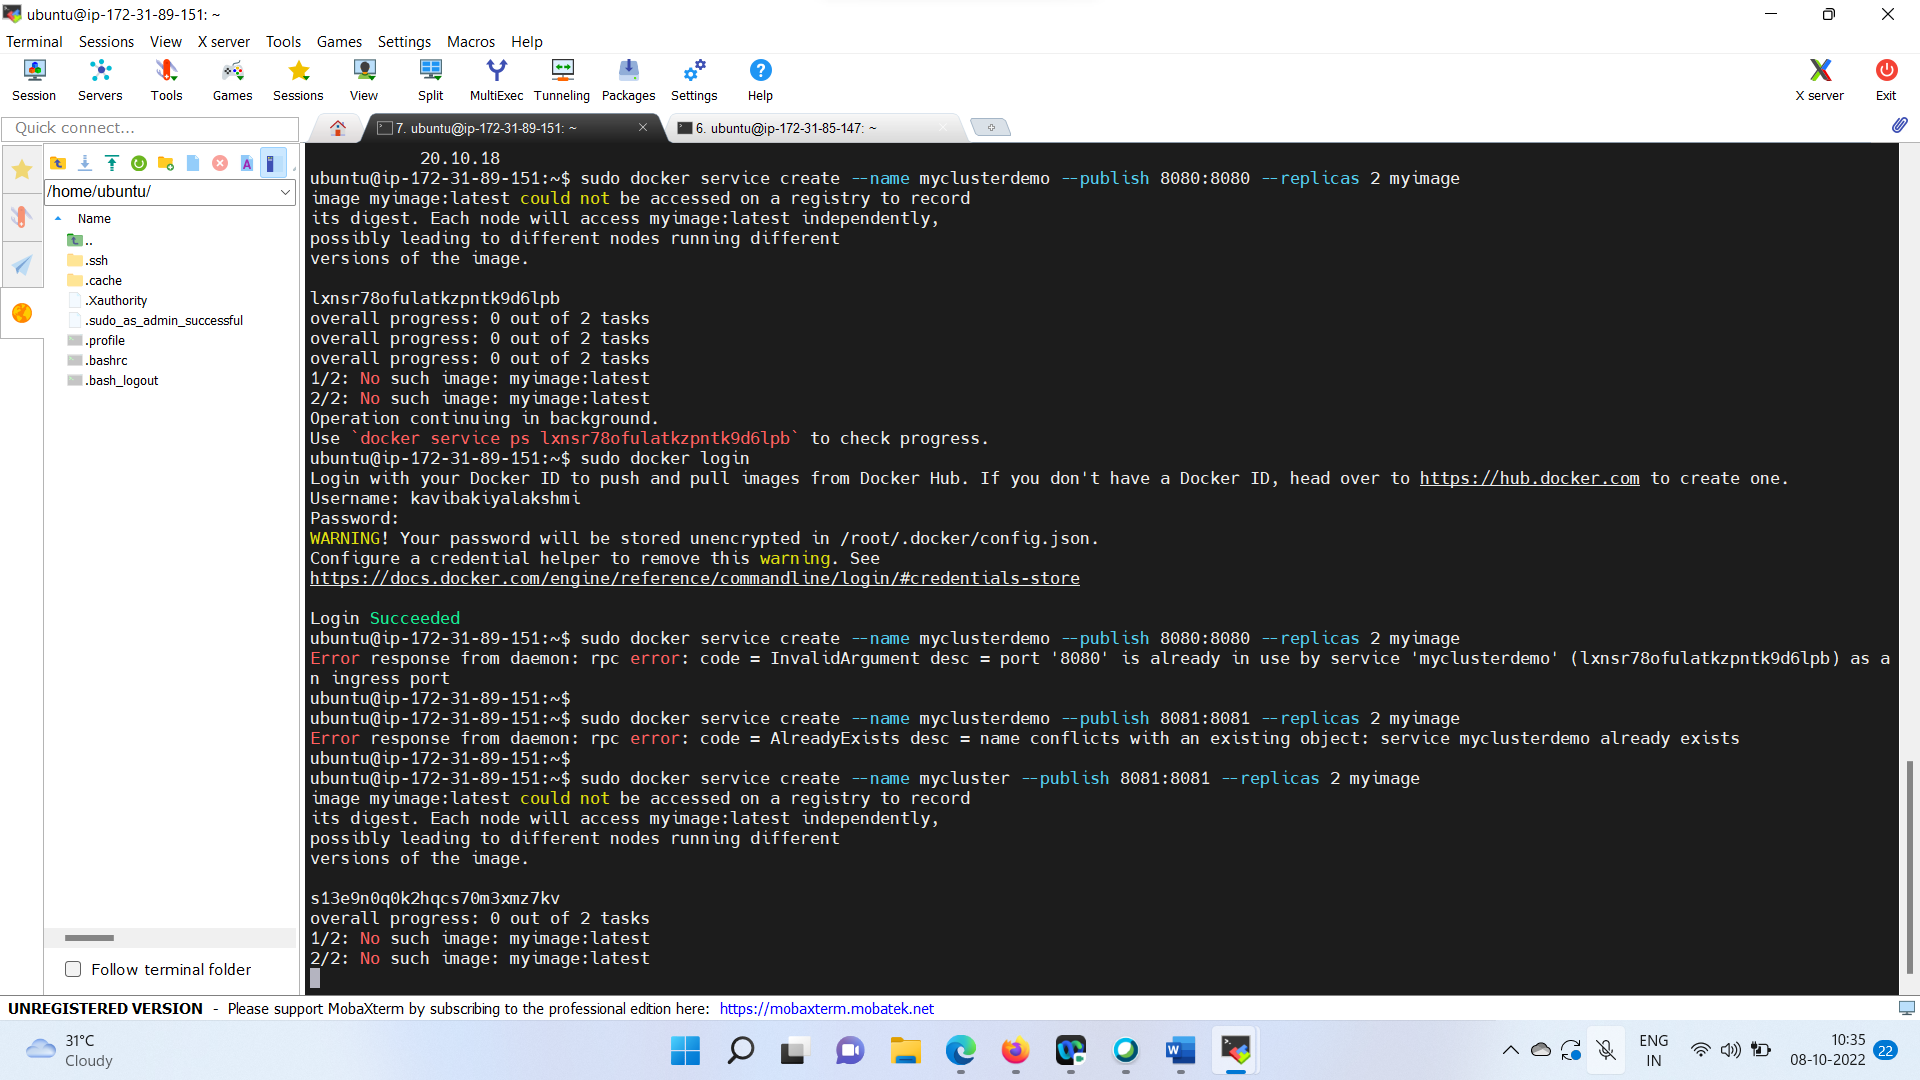 ubuntu@ip-172-31-89-151: ~
Terminal Sessions View X server Tools Games Settings Macros Help
Session Servers Tools Games Sessions View Split MultiExec Tunneling Packages Settings Help X server Exit
Quick connect...
7. ubuntu@ip-172-31-89-151: ~
6. ubuntu@ip-172-31-85-147: ~
/home/ubuntu/
Name
..
.ssh
.cache
.Xauthority
.sudo_as_admin_successful
.profile
.bashrc
.bash_logout
Follow terminal folder
20.10.18
ubuntu@ip-172-31-89-151:~$ sudo docker service create --name myclusterdemo --publish 8080:8080 --replicas 2 myimage
image myimage:latest could not be accessed on a registry to record
its digest. Each node will access myimage:latest independently,
possibly leading to different nodes running different
versions of the image.
lxnsr78ofulatkzpntk9d6lpb
overall progress: 0 out of 2 tasks
overall progress: 0 out of 2 tasks
overall progress: 0 out of 2 tasks
1/2: No such image: myimage:latest
2/2: No such image: myimage:latest
Operation continuing in background.
Use `docker service ps lxnsr78ofulatkzpntk9d6lpb` to check progress.
ubuntu@ip-172-31-89-151:~$ sudo docker login
Login with your Docker ID to push and pull images from Docker Hub. If you don't have a Docker ID, head over to https://hub.docker.com to create one.
Username: kavibakiyalakshmi
Password:
WARNING! Your password will be stored unencrypted in /root/.docker/config.json.
Configure a credential helper to remove this warning. See
https://docs.docker.com/engine/reference/commandline/login/#credentials-store
Login Succeeded
ubuntu@ip-172-31-89-151:~$ sudo docker service create --name myclusterdemo --publish 8080:8080 --replicas 2 myimage
Error response from daemon: rpc error: code = InvalidArgument desc = port '8080' is already in use by service 'myclusterdemo' (lxnsr78ofulatkzpntk9d6lpb) as a
n ingress port
ubuntu@ip-172-31-89-151:~$
ubuntu@ip-172-31-89-151:~$ sudo docker service create --name myclusterdemo --publish 8081:8081 --replicas 2 myimage
Error response from daemon: rpc error: code = AlreadyExists desc = name conflicts with an existing object: service myclusterdemo already exists
ubuntu@ip-172-31-89-151:~$
ubuntu@ip-172-31-89-151:~$ sudo docker service create --name mycluster --publish 8081:8081 --replicas 2 myimage
image myimage:latest could not be accessed on a registry to record
its digest. Each node will access myimage:latest independently,
possibly leading to different nodes running different
versions of the image.
s13e9n0q0k2hqcs70m3xmz7kv
overall progress: 0 out of 2 tasks
1/2: No such image: myimage:latest
2/2: No such image: myimage:latest
UNREGISTERED VERSION - Please support MobaXterm by subscribing to the professional edition here: https://mobaxterm.mobatek.net
31°C
Cloudy
ENG
IN
10:35
08-10-2022
22